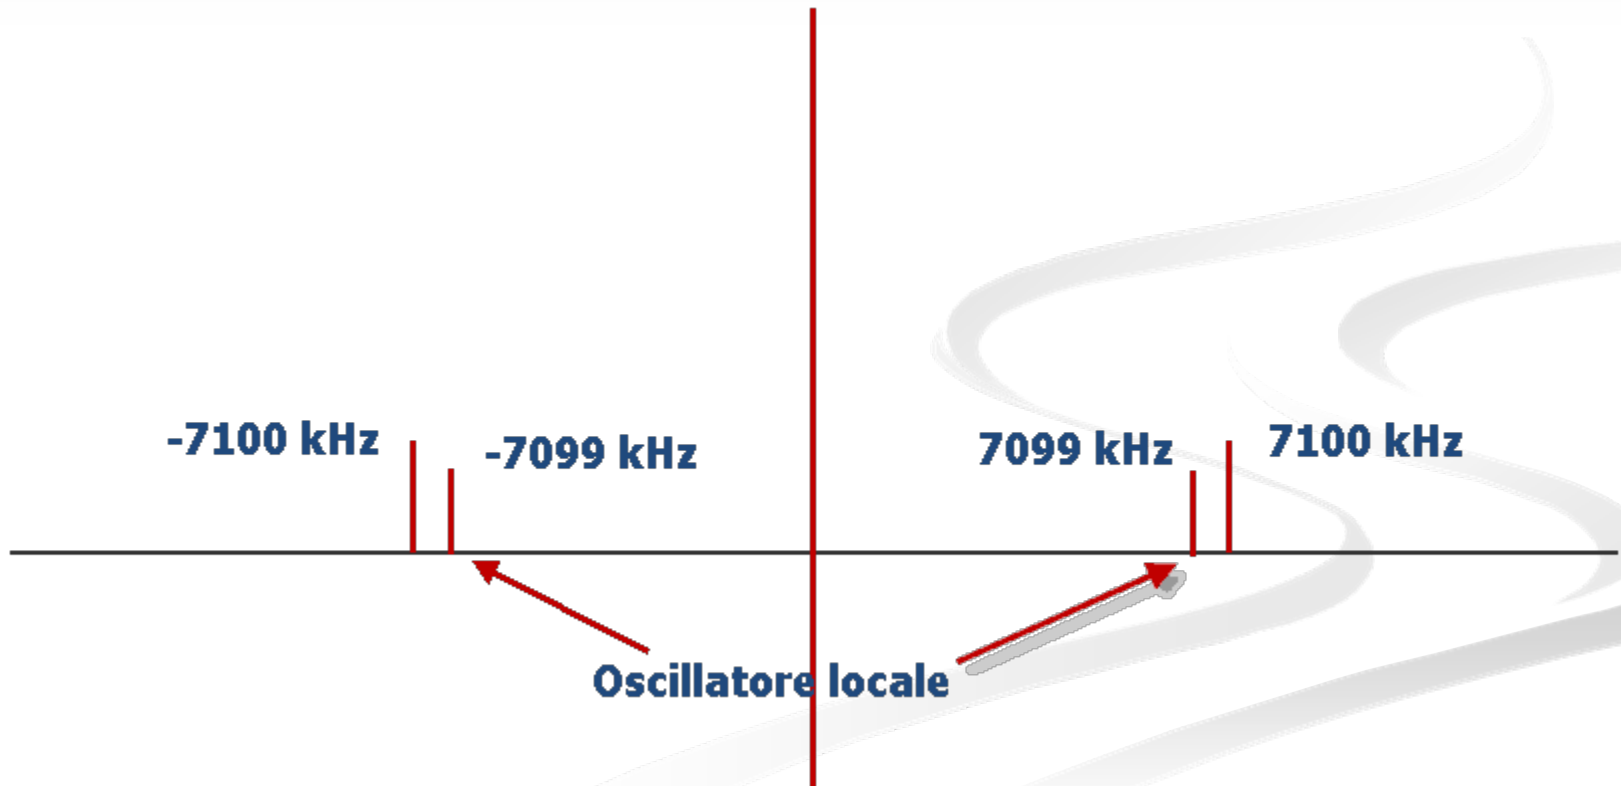 -7100 kHz
-7099 kHz
7099 kHz
7100 kHz
Oscillatore locale